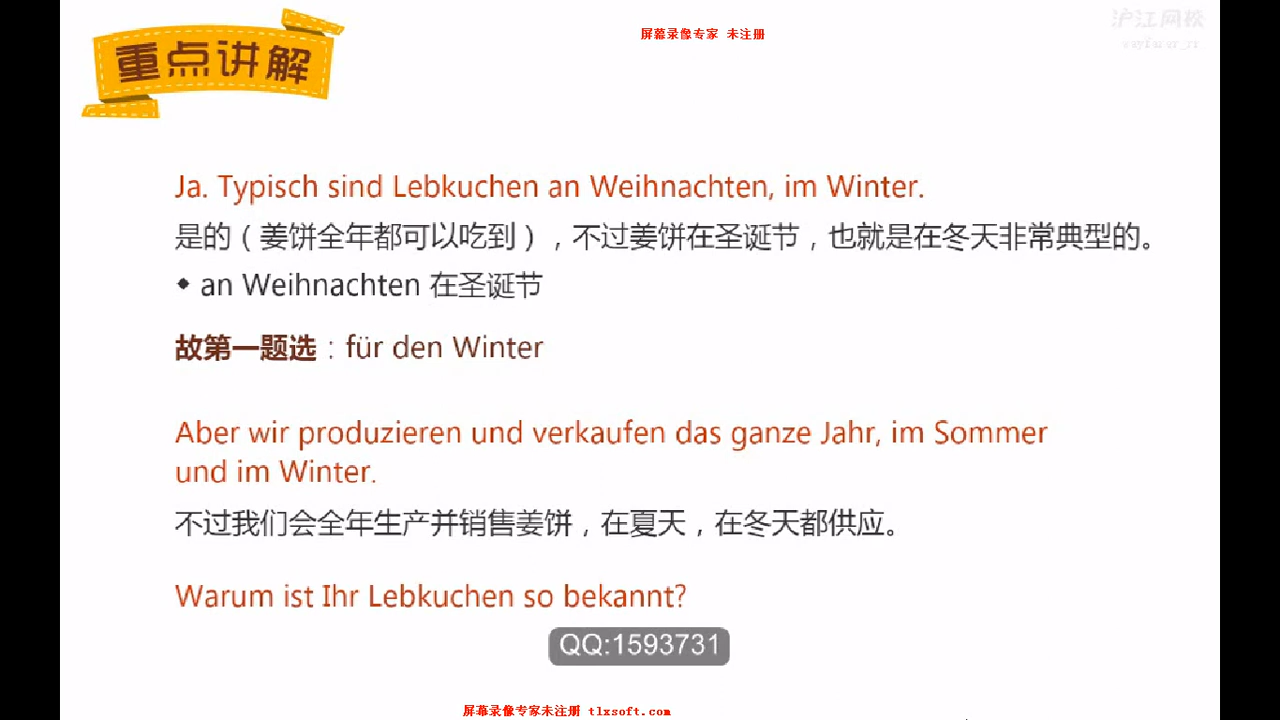 屏幕录像专家 未注册
沪江网校
重点讲解
Ja. Typisch sind Lebkuchen an Weihnachten, im Winter.
是的（姜饼全年都可以吃到），不过姜饼在圣诞节，也就是在冬天非常典型的。
◆ an Weihnachten 在圣诞节
故第一题选：für den Winter
Aber wir produzieren und verkaufen das ganze Jahr, im Sommer
und im Winter.
不过我们会全年生产并销售姜饼，在夏天，在冬天都供应。
Warum ist Ihr Lebkuchen so bekannt?
QQ:1593731
屏幕录像专家未注册 tlxsoft.com